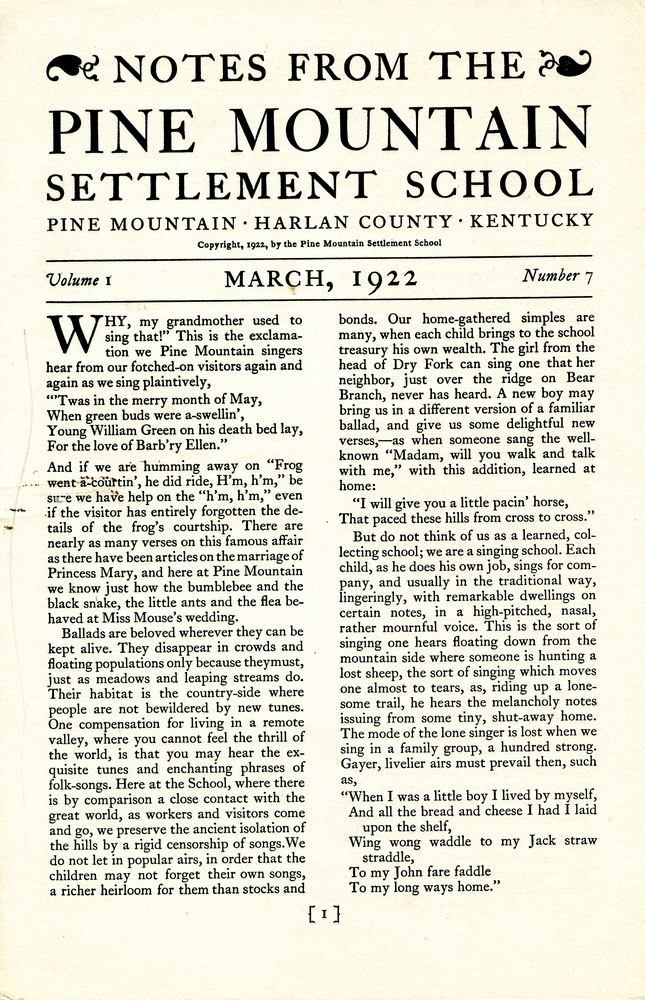 NOTES FROM THE
PINE MOUNTAIN
SETTLEMENT SCHOOL
PINE MOUNTAIN · HARLAN COUNTY · KENTUCKY
Copyright, 1922, by the Pine Mountain Settlement School
Volume 1 MARCH, 1922 Number 7
WHY, my grandmother used to
sing that!” This is the exclama-
tion we Pine Mountain singers
hear from our fotched-on visitors again and
again as we sing plaintively,
“’Twas in the merry month of May,
When green buds were a-swellin’,
Young William Green on his death bed lay,
For the love of Barb’ry Ellen.”
And if we are humming away on “Frog
went a-courtin’, he did ride, H’m, h’m,” be
sure we have help on the “h’m, h’m,” even
if the visitor has entirely forgotten the de-
tails of the frog’s courtship. There are
nearly as many verses on this famous affair
as there have been articles on the marriage of
Princess Mary, and here at Pine Mountain
we know just how the bumblebee and the
black snake, the little ants and the flea be-
haved at Miss Mouse’s wedding.
Ballads are beloved wherever they can be
kept alive. They disappear in crowds and
floating populations only because theymust,
just as meadows and leaping streams do.
Their habitat is the country-side where
people are not bewildered by new tunes.
One compensation for living in a remote
valley, where you cannot feel the thrill of
the world, is that you may hear the ex-
quisite tunes and enchanting phrases of
folk-songs. Here at the School, where there
is by comparison a close contact with the
great world, as workers and visitors come
and go, we preserve the ancient isolation of
the hills by a rigid censorship of songs.We
do not let in popular airs, in order that the
children may not forget their own songs,
a richer heirloom for them than stocks and
bonds. Our home-gathered simples are
many, when each child brings to the school
treasury his own wealth. The girl from the
head of Dry Fork can sing one that her
neighbor, just over the ridge on Bear
Branch, never has heard. A new boy may
bring us in a different version of a familiar
ballad, and give us some delightful new
verses,—as when someone sang the well-
known “Madam, will you walk and talk
with me,” with this addition, learned at
home:
“I will give you a little pacin’ horse,
That paced these hills from cross to cross.”
But do not think of us as a learned, col-
lecting school; we are a singing school. Each
child, as he does his own job, sings for com-
pany, and usually in the traditional way,
lingeringly, with remarkable dwellings on
certain notes, in a high-pitched, nasal,
rather mournful voice. This is the sort of
singing one hears floating down from the
mountain side where someone is hunting a
lost sheep, the sort of singing which moves
one almost to tears, as, riding up a lone-
some trail, he hears the melancholy notes
issuing from some tiny, shut-away home.
The mode of the lone singer is lost when we
sing in a family group, a hundred strong.
Gayer, livelier airs must prevail then, such
as,
“When I was a little boy I lived by myself,
And all the bread and cheese I had I laid
upon the shelf,
Wing wong waddle to my Jack straw
straddle,
To my John fare faddle
To my long ways home.”
[ 1 ]